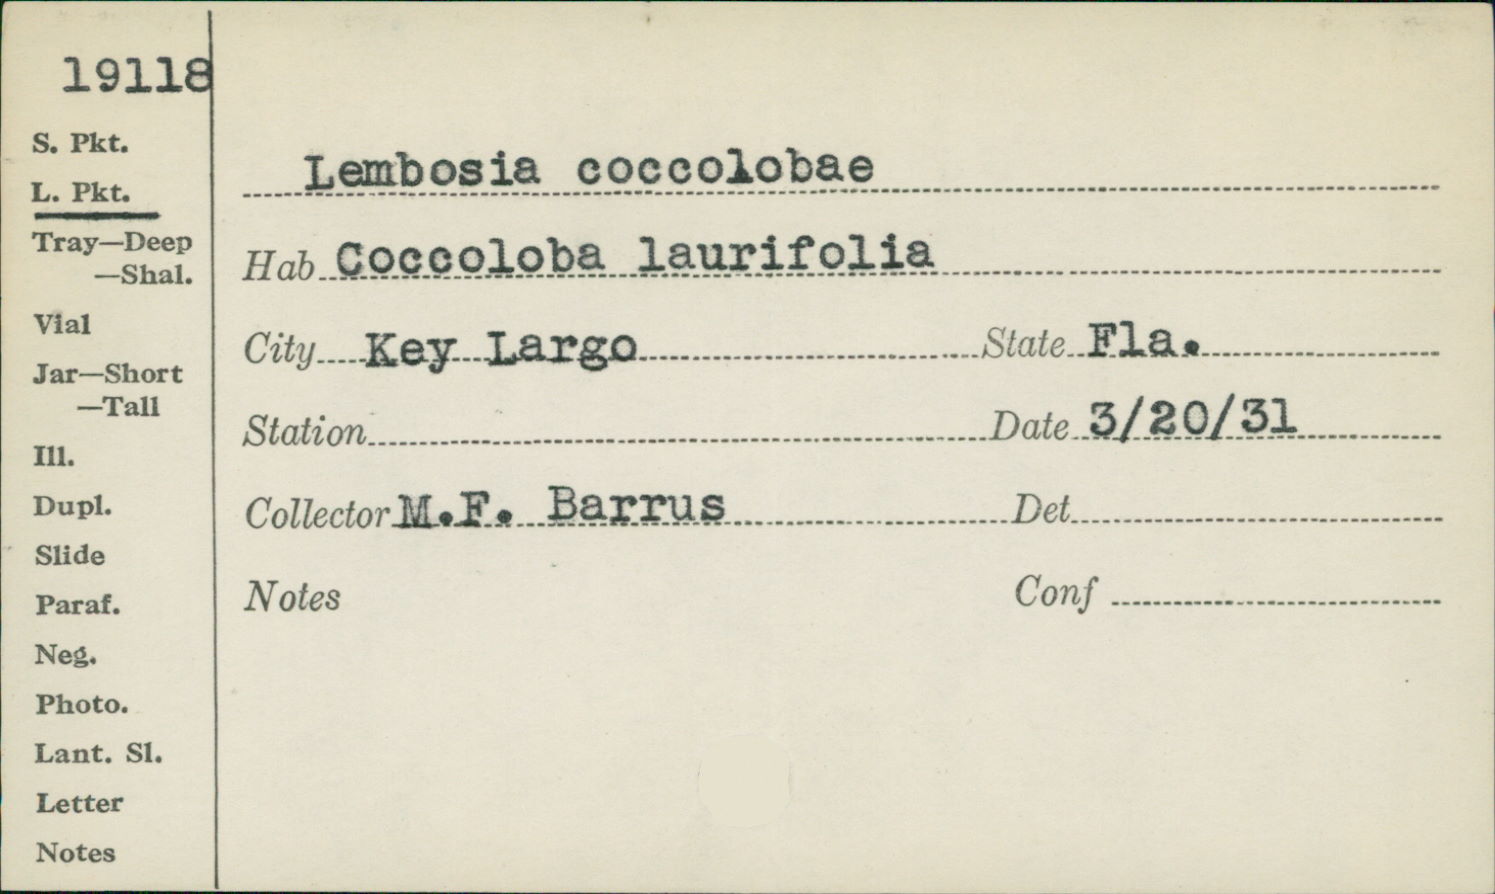 19118
S. Pkt.
L. Pkt.
Tray—Deep
—Shal.
Vial
Jar—Short
—Tall
Ill.
Dupl.
Slide
Paraf.
Neg.
Photo.
Lant. Sl.
Letter
Notes
Lembosia coccolobae
Hab Coccoloba laurifolia
City Key Largo State Fla.
Station Date 3/20/31
Collector M.F. Barrus Det
Notes Conf